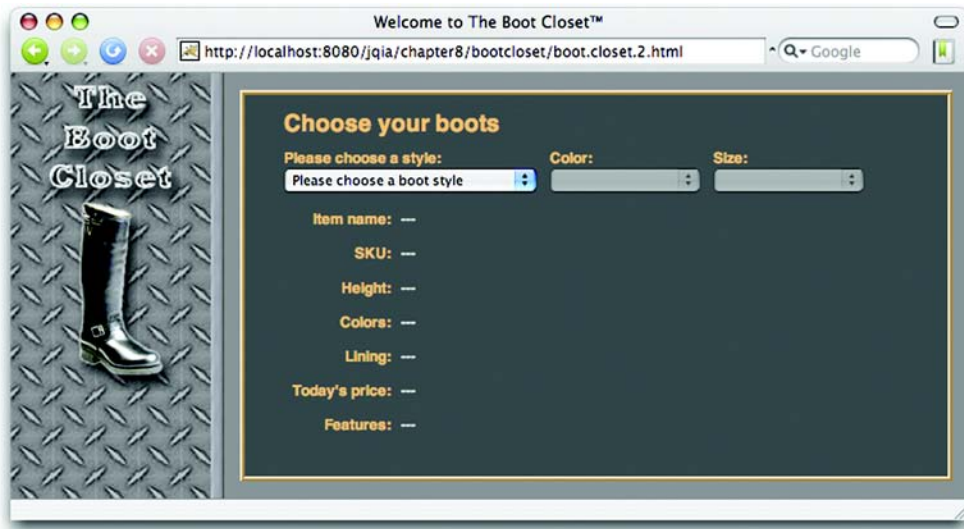 Welcome to The Boot Closet™
http://localhost:8080/jqia/chapter8/bootcloset/boot.closet.2.html
Google
The
Boot
Closet
Choose your boots
Please choose a style: Color: Size:
Please choose a boot style
Item name: ---
SKU: ---
Height: ---
Colors: ---
Lining: ---
Today's price: ---
Features: ---